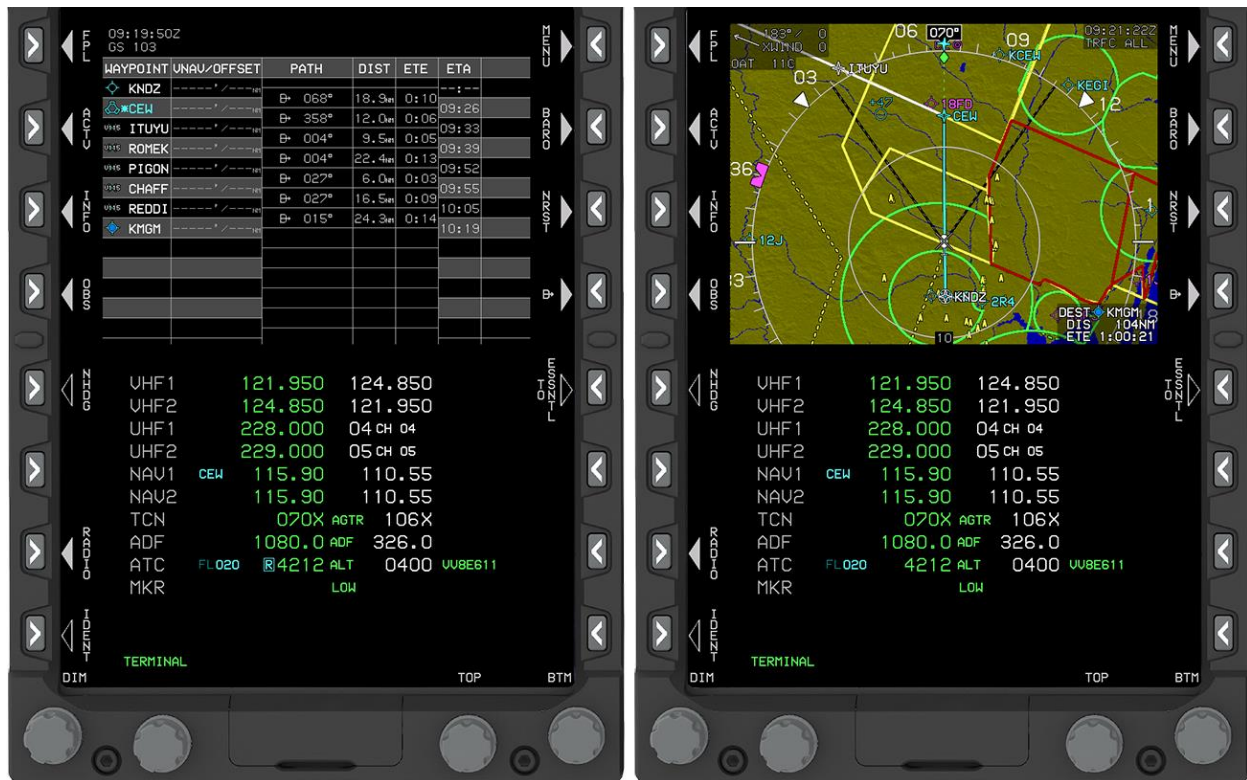 FPL
09:19:50Z
GS 103
MENU
WAYPOINT VNAV/OFFSET PATH DIST ETE ETA
KNDZ -----'/---NM --:--
068° 18.9NM 0:10
*CEW -----'/---NM 09:26
358° 12.0NM 0:06
ITUYU -----'/---NM 09:33
004° 9.5NM 0:05
ROMEK -----'/---NM 09:39
004° 22.4NM 0:13
PIGON -----'/---NM 09:52
027° 6.0NM 0:03
CHAFF -----'/---NM 09:55
027° 16.5NM 0:09
REDDI -----'/---NM 10:05
015° 24.3NM 0:14
KMGM -----'/---NM 10:19
ACTV
BARO
INFO
NRST
OBS
NHDG
ESSNTL
TO
VHF1 121.950 124.850
VHF2 124.850 121.950
UHF1 228.000 04 CH 04
UHF2 229.000 05 CH 05
NAV1 CEW 115.90 110.55
NAV2 115.90 110.55
TCN 070X AGTR 106X
RADIO
ADF 1080.0 ADF 326.0
ATC FL020 R 4212 ALT 0400 VV8E611
MKR LOW
IDENT
TERMINAL
DIM TOP BTM
FPL
183°/ 0
XWIND 0
OAT 11C
06 070° 09
09:21:22Z
TRFC ALL
MENU
KCEW
ITUYU
03
KEGI
12
+47
18FD
CEW
ACTV
BARO
36
INFO
NRST
12J
33
OBS
KNDZ 2R4
10
DEST KMGM
DIS 104NM
ETE 1:00:21
NHDG
ESSNTL
TO
VHF1 121.950 124.850
VHF2 124.850 121.950
UHF1 228.000 04 CH 04
UHF2 229.000 05 CH 05
NAV1 CEW 115.90 110.55
NAV2 115.90 110.55
TCN 070X AGTR 106X
RADIO
ADF 1080.0 ADF 326.0
ATC FL020 4212 ALT 0400 VV8E611
MKR LOW
IDENT
TERMINAL
DIM TOP BTM